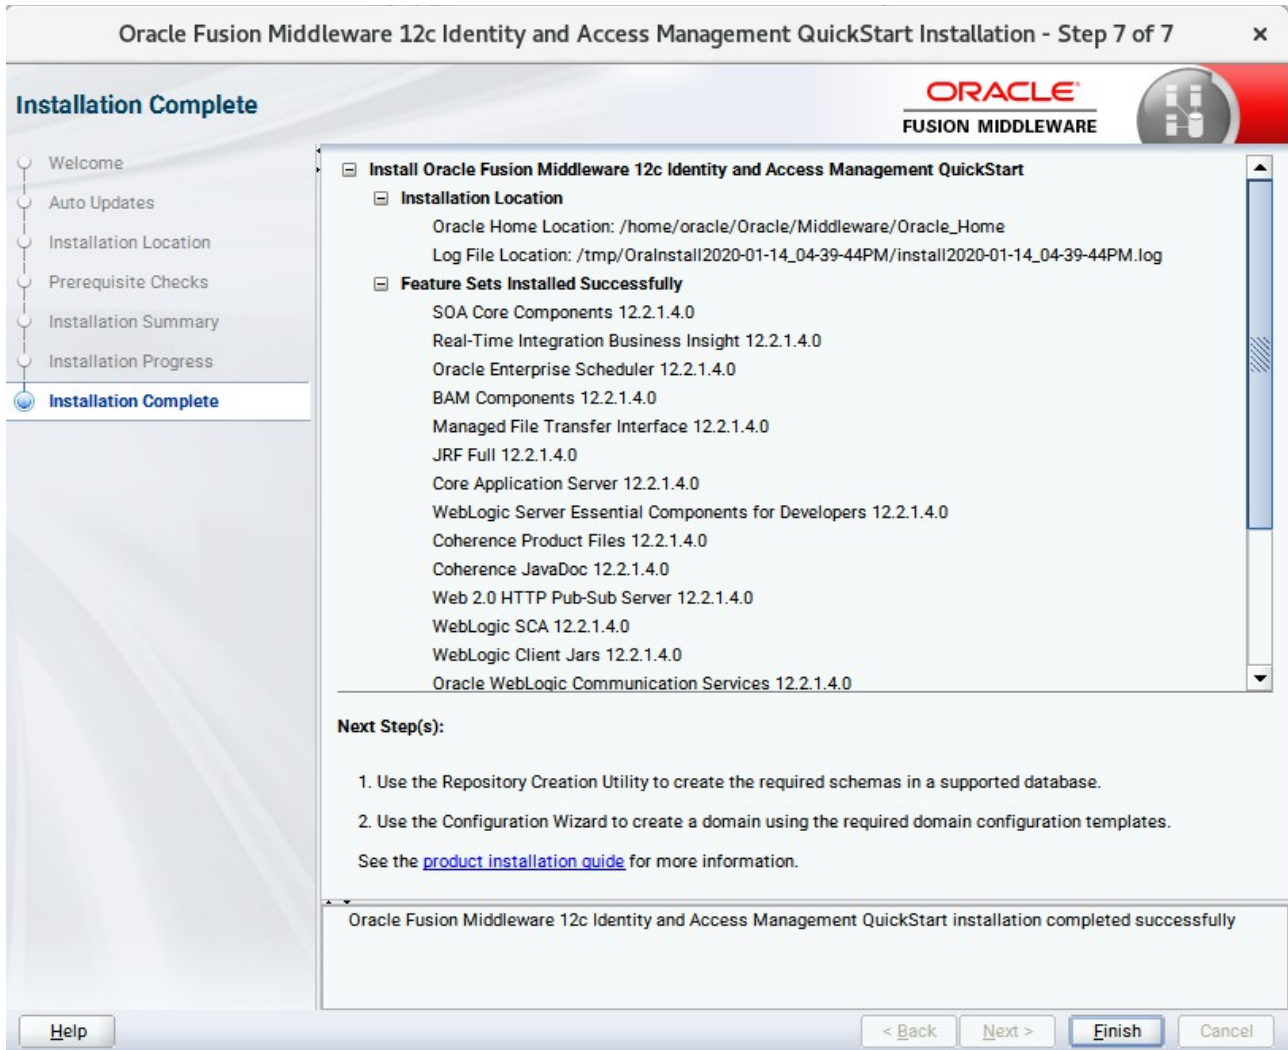 Oracle Fusion Middleware 12c Identity and Access Management QuickStart Installation - Step 7 of 7
Installation Complete
ORACLE
FUSION MIDDLEWARE
Welcome
Auto Updates
Installation Location
Prerequisite Checks
Installation Summary
Installation Progress
Installation Complete
Install Oracle Fusion Middleware 12c Identity and Access Management QuickStart
Installation Location
Oracle Home Location: /home/oracle/Oracle/Middleware/Oracle_Home
Log File Location: /tmp/OraInstall2020-01-14_04-39-44PM/install2020-01-14_04-39-44PM.log
Feature Sets Installed Successfully
SOA Core Components 12.2.1.4.0
Real-Time Integration Business Insight 12.2.1.4.0
Oracle Enterprise Scheduler 12.2.1.4.0
BAM Components 12.2.1.4.0
Managed File Transfer Interface 12.2.1.4.0
JRF Full 12.2.1.4.0
Core Application Server 12.2.1.4.0
WebLogic Server Essential Components for Developers 12.2.1.4.0
Coherence Product Files 12.2.1.4.0
Coherence JavaDoc 12.2.1.4.0
Web 2.0 HTTP Pub-Sub Server 12.2.1.4.0
WebLogic SCA 12.2.1.4.0
WebLogic Client Jars 12.2.1.4.0
Oracle WebLogic Communication Services 12.2.1.4.0
Next Step(s):
1. Use the Repository Creation Utility to create the required schemas in a supported database.
2. Use the Configuration Wizard to create a domain using the required domain configuration templates.
See the product installation guide for more information.
Oracle Fusion Middleware 12c Identity and Access Management QuickStart installation completed successfully
Help
< Back
Next >
Finish
Cancel